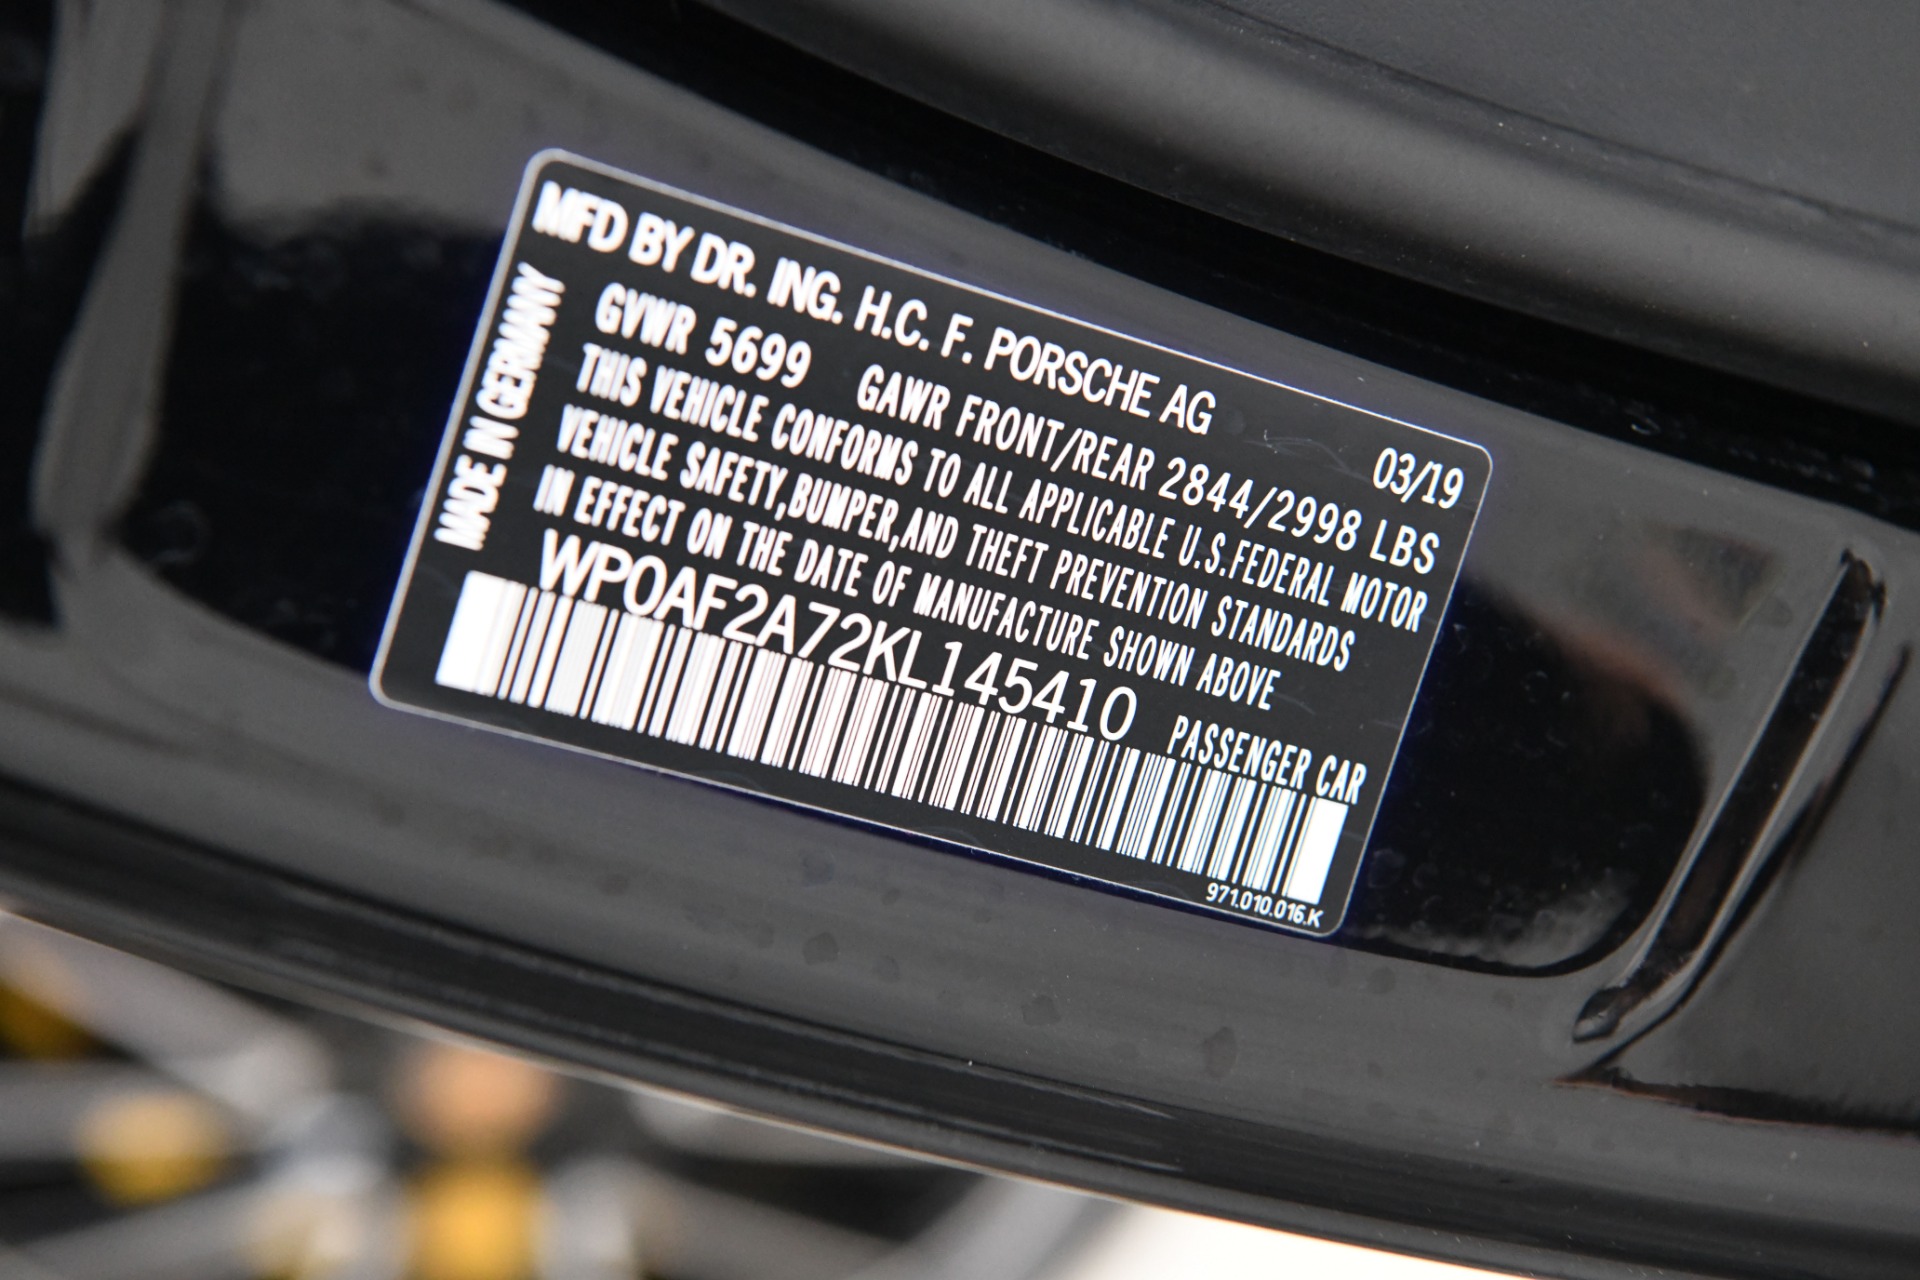 MFD BY DR. ING. H.C. F. PORSCHE AG 03/19
GVWR 5699 GAWR FRONT/REAR 2844/2998 LBS
THIS VEHICLE CONFORMS TO ALL APPLICABLE U.S.FEDERAL MOTOR
VEHICLE SAFETY,BUMPER,AND THEFT PREVENTION STANDARDS
IN EFFECT ON THE DATE OF MANUFACTURE SHOWN ABOVE
WP0AF2A72KL145410 PASSENGER CAR
971.010.016.K
MADE IN GERMANY